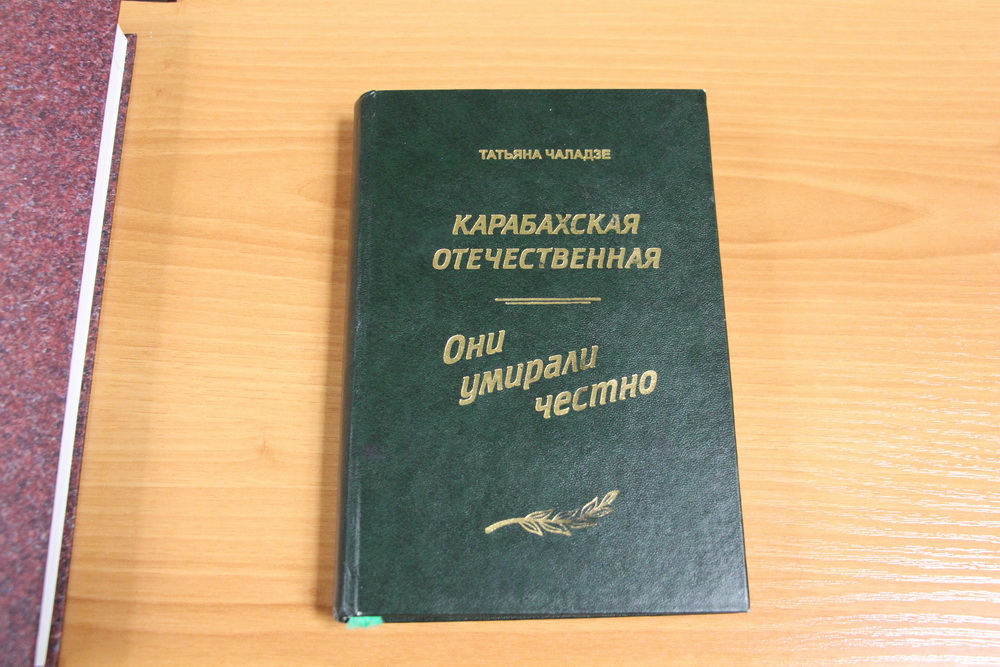 ТАТЬЯНА ЧАЛАДЗЕ
КАРАБАХСКАЯ
ОТЕЧЕСТВЕННАЯ
Они
умирали
честно